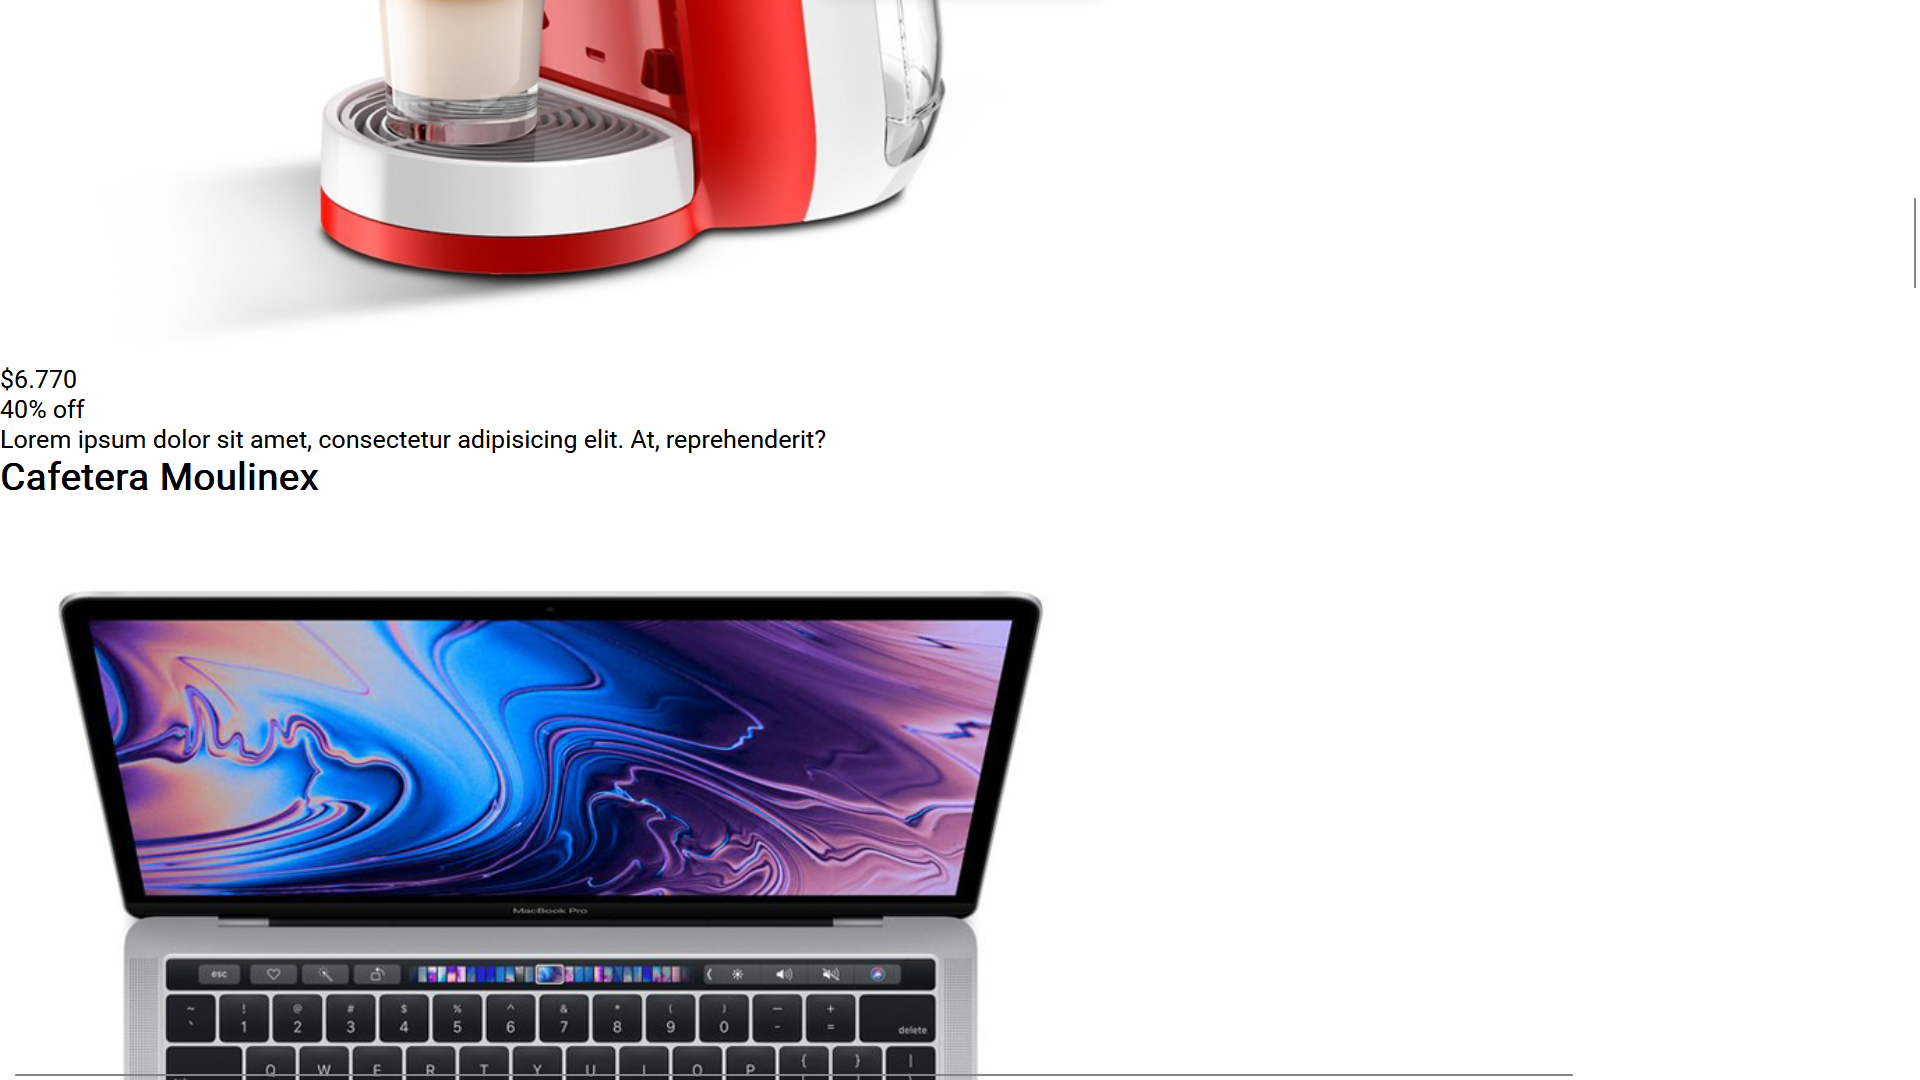 $6.770
40% off
Lorem ipsum dolor sit amet, consectetur adipisicing elit. At, reprehenderit?
Cafetera Moulinex
MacBook Pro
esc
~ ! @ # $ % ^ & * ( ) — +
` 1 2 3 4 5 6 7 8 9 0 - = delete
Q W E R T Y U I O P { } |